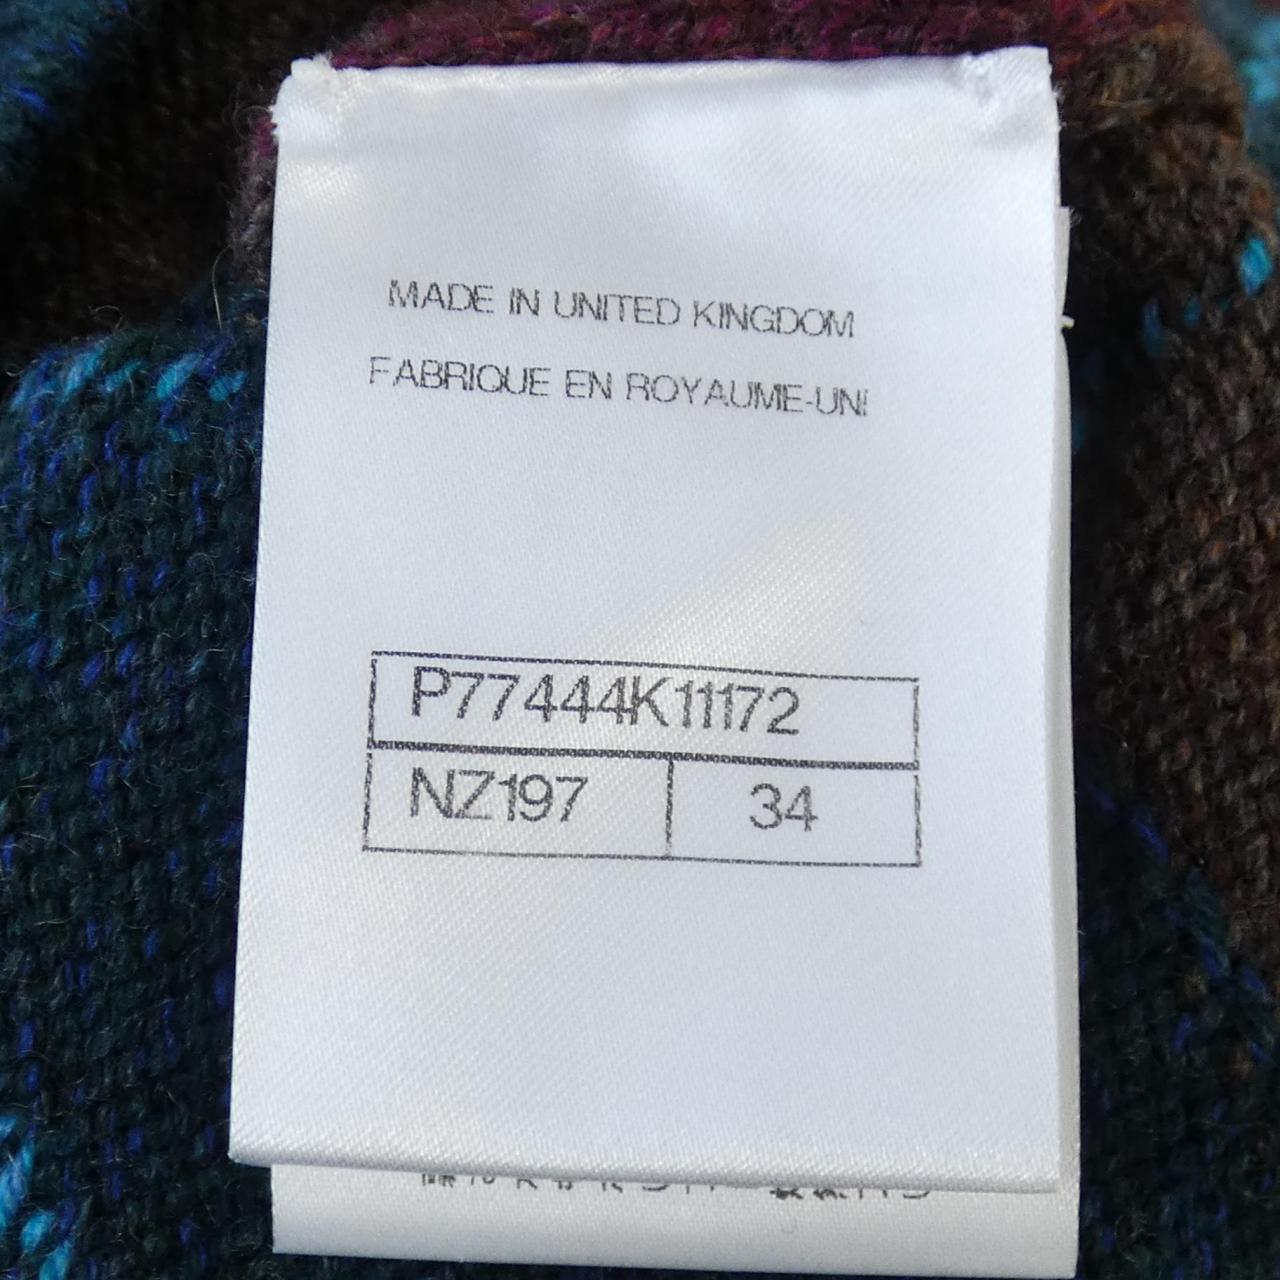 MADE IN UNITED KINGDOM
FABRIQUE EN ROYAUME-UNI
P77444K11172
NZ197 34